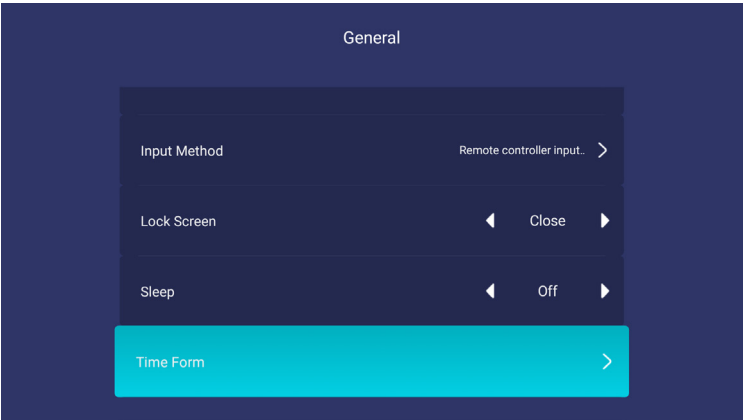 General
Input Method Remote controller input..
Lock Screen Close
Sleep Off
Time Form